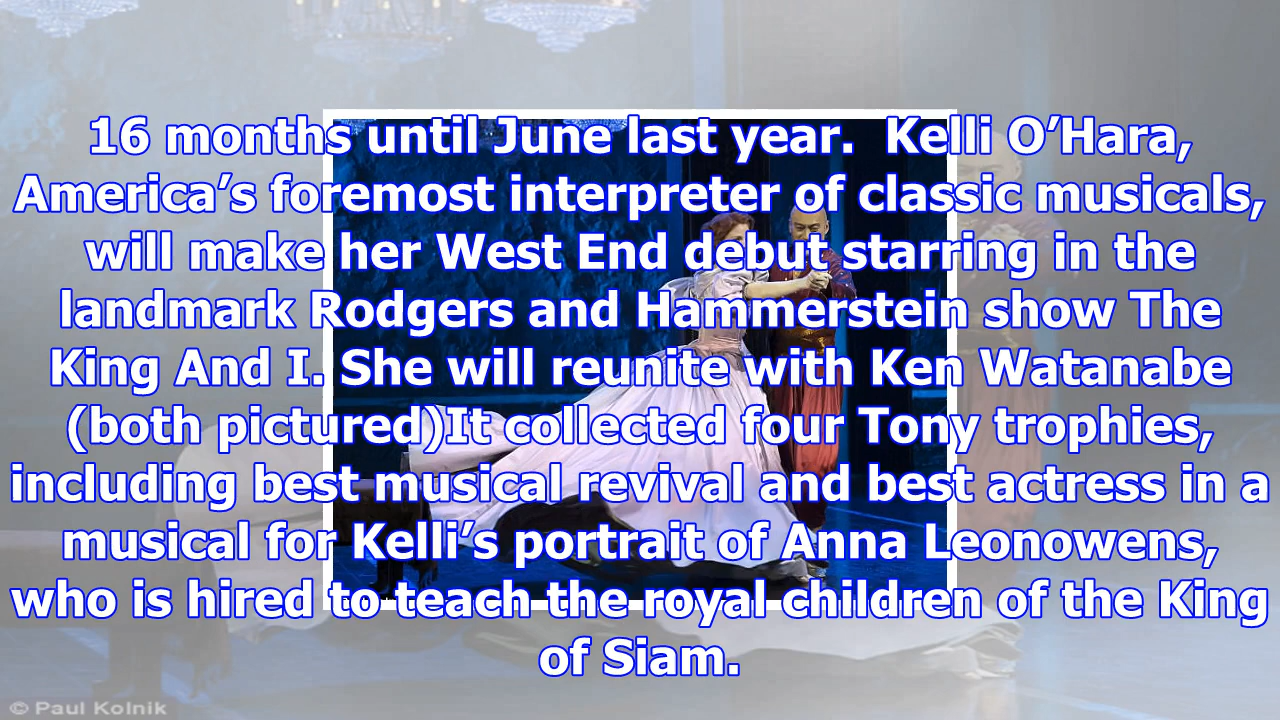 16 months until June last year.  Kelli O’Hara,
America’s foremost interpreter of classic musicals,
will make her West End debut starring in the
landmark Rodgers and Hammerstein show The
King And I. She will reunite with Ken Watanabe
(both pictured)It collected four Tony trophies,
including best musical revival and best actress in a
musical for Kelli’s portrait of Anna Leonowens,
who is hired to teach the royal children of the King
of Siam.
© Paul Kolnik